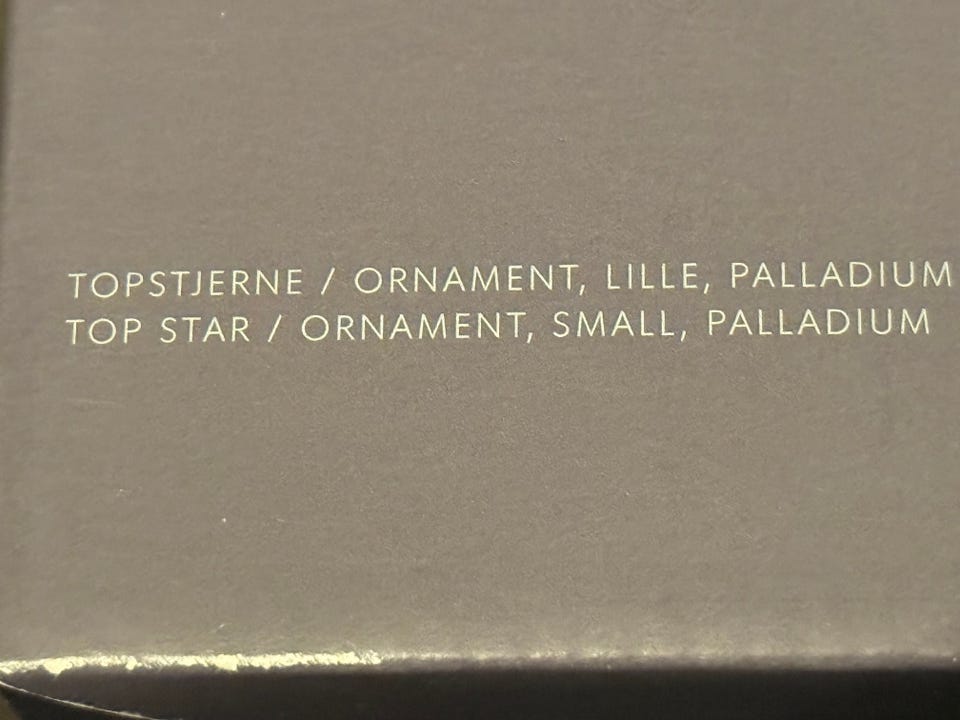 TOPSTJERNE / ORNAMENT, LILLE, PALLADIUM
TOP STAR / ORNAMENT, SMALL, PALLADIUM